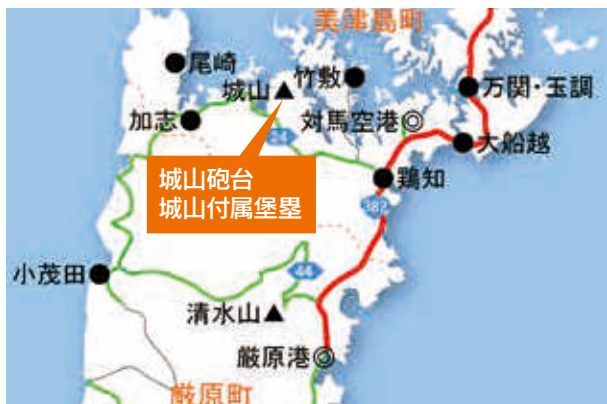 美津島町
尾崎
城山
竹敷
万関・玉調
加志
24
対馬空港
大船越
城山砲台
城山付属堡塁
鶏知
382
小茂田
44
清水山
厳原港
厳原町